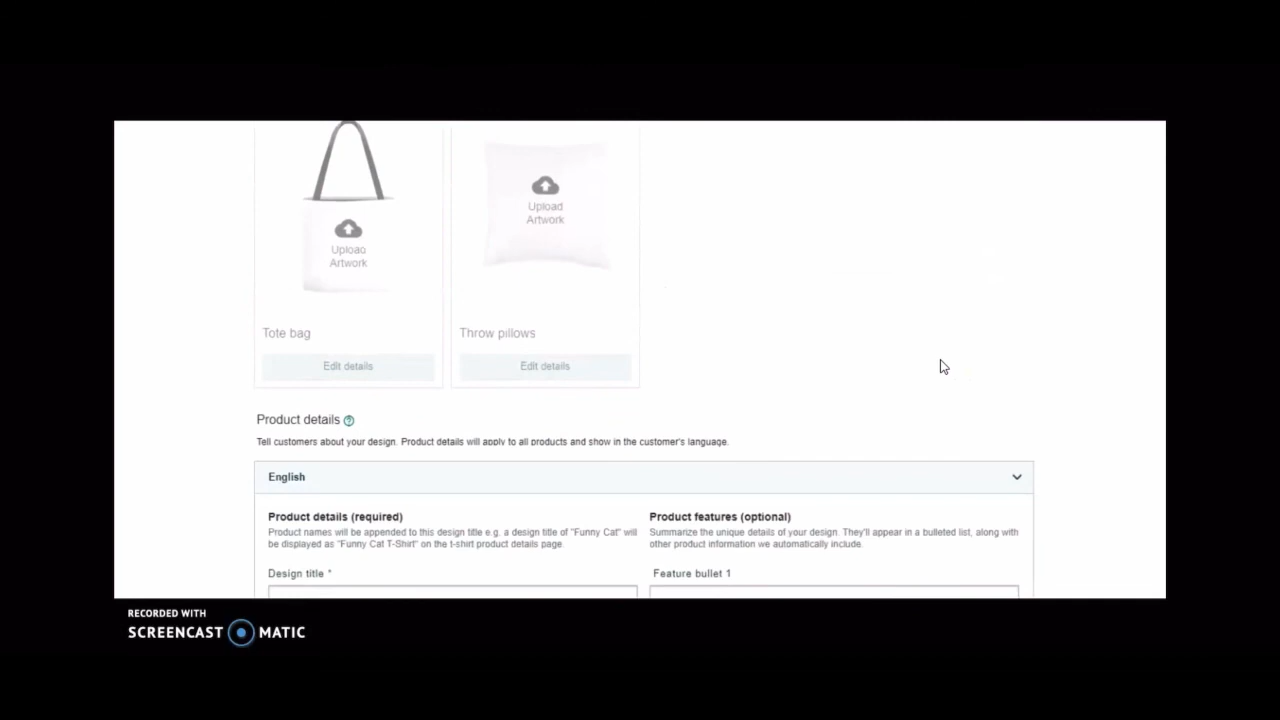 Upload
Artwork
Upload
Artwork
Tote bag
Throw pillows
Edit details
Edit details
Product details
Tell customers about your design. Product details will apply to all products and show in the customer's language.
English
Product details (required)
Product features (optional)
Product names will be appended to this design title e.g. a design title of "Funny Cat" will
be displayed as "Funny Cat T-Shirt" on the t-shirt product details page.
Summarize the unique details of your design. They'll appear in a bulleted list, along with
other product information we automatically include.
Design title *
Feature bullet 1
RECORDED WITH
SCREENCAST MATIC